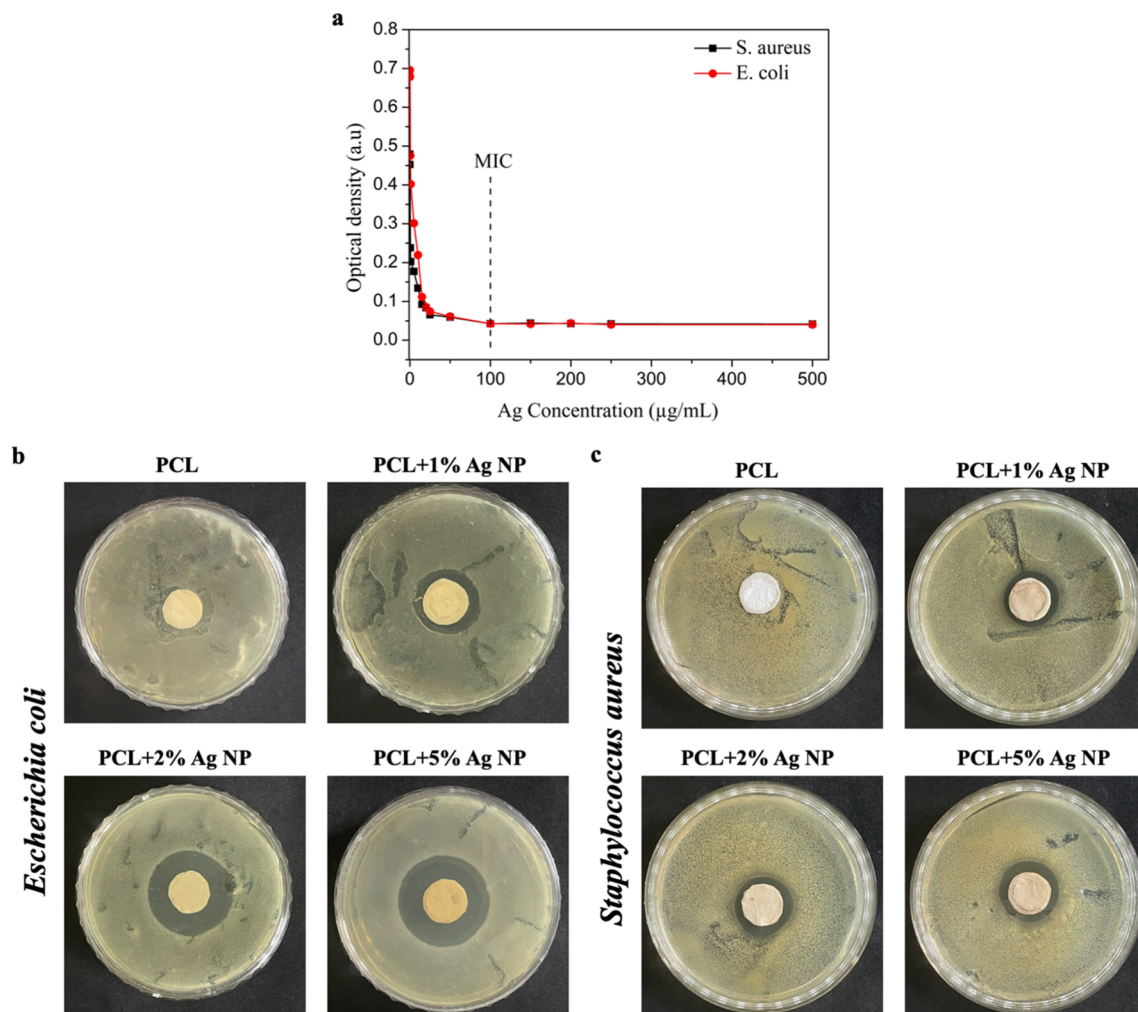 a
0.8
0.7
0.6
0.5
0.4
0.3
0.2
0.1
0.0
Optical density (a.u)
S. aureus
E. coli
MIC
0 100 200 300 400 500
Ag Concentration (µg/mL)
b
PCL
PCL+1% Ag NP
PCL+2% Ag NP
PCL+5% Ag NP
Escherichia coli
c
PCL
PCL+1% Ag NP
PCL+2% Ag NP
PCL+5% Ag NP
Staphylococcus aureus